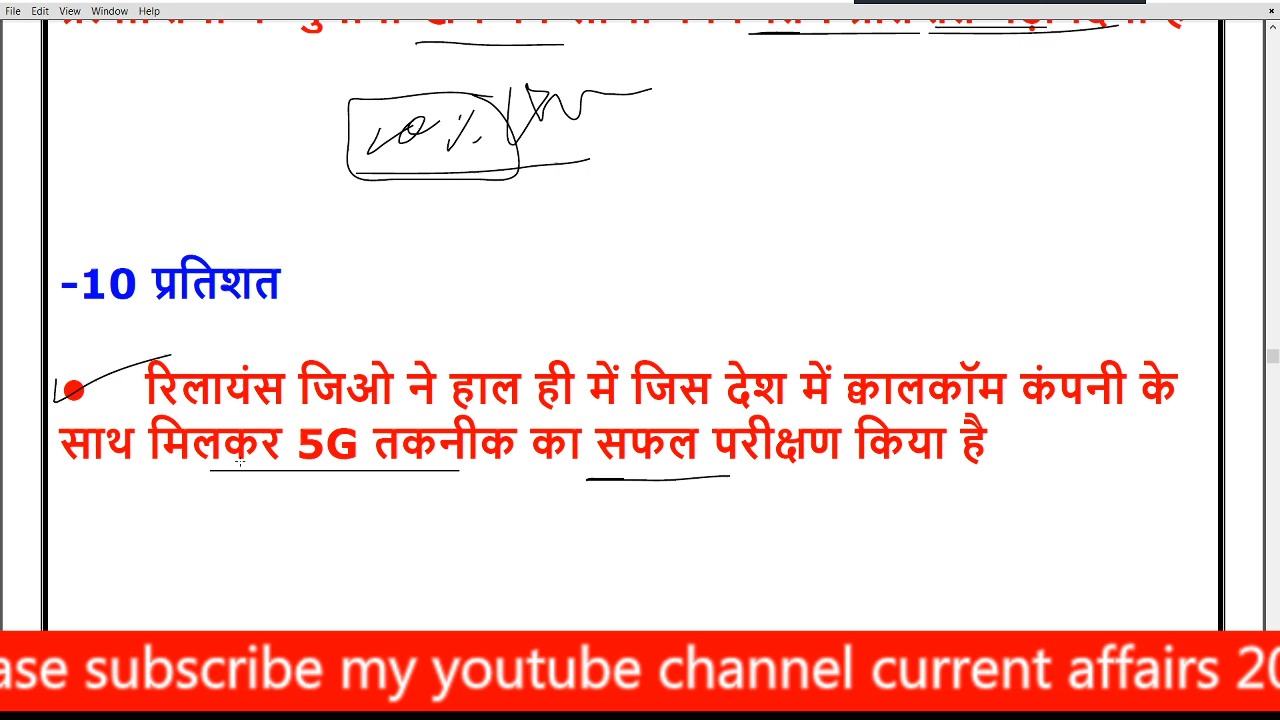 File Edit View Window Help
10%
-10 प्रतिशत
रिलायंस जिओ ने हाल ही में जिस देश में क्वालकॉम कंपनी के
साथ मिलकर 5G तकनीक का सफल परीक्षण किया है
ase subscribe my youtube channel current affairs 20